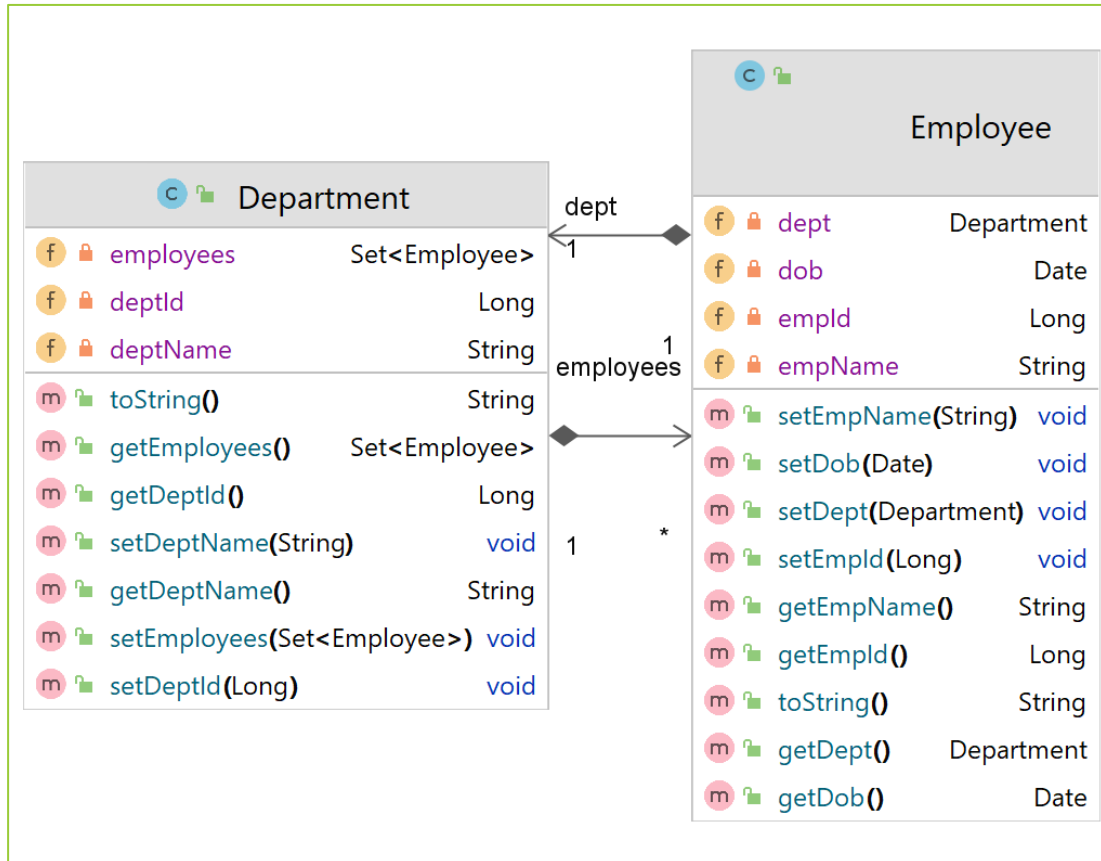 C Department
f employees Set<Employee>
f deptId Long
f deptName String
m toString() String
m getEmployees() Set<Employee>
m getDeptId() Long
m setDeptName(String) void
m getDeptName() String
m setEmployees(Set<Employee>) void
m setDeptId(Long) void
dept
1
1
employees
1
*
C
Employee
f dept Department
f dob Date
f empId Long
f empName String
m setEmpName(String) void
m setDob(Date) void
m setDept(Department) void
m setEmpId(Long) void
m getEmpName() String
m getEmpId() Long
m toString() String
m getDept() Department
m getDob() Date